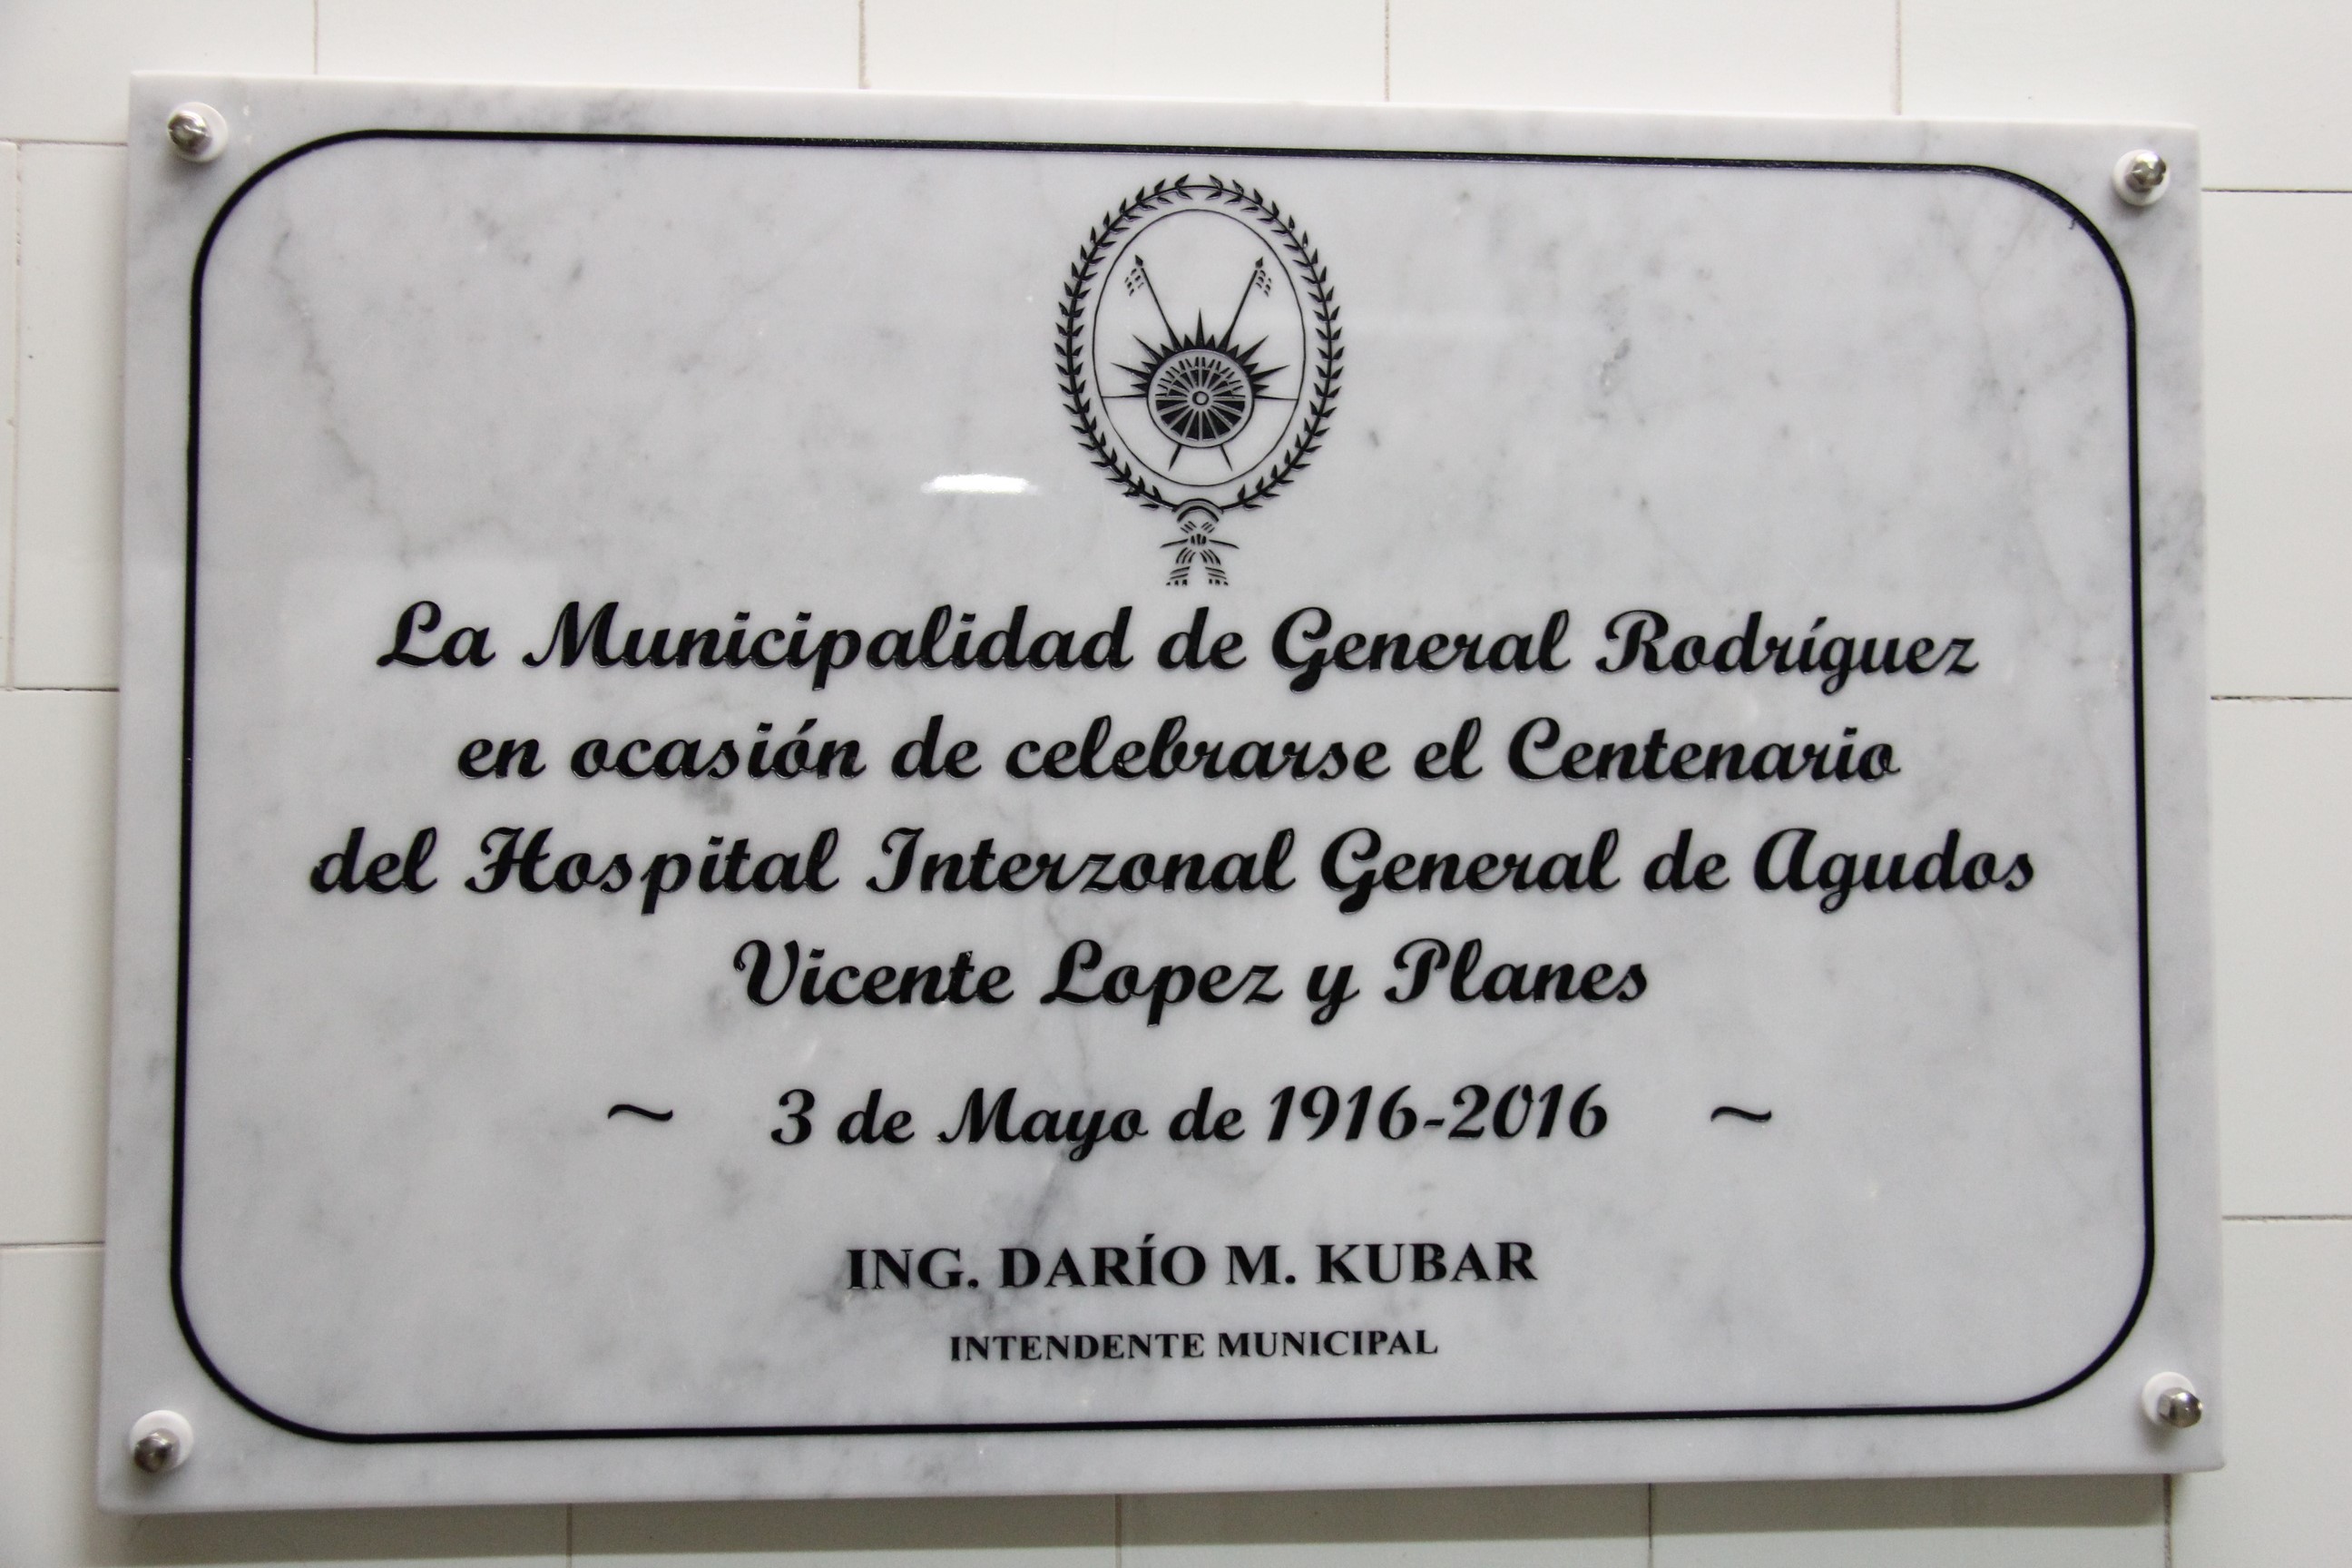 La Municipalidad de General Rodríguez
en ocasión de celebrarse el Centenario
del Hospital Interzonal General de Agudos
Vicente Lopez y Planes
~ 3 de Mayo de 1916-2016 ~
ING. DARÍO M. KUBAR
INTENDENTE MUNICIPAL